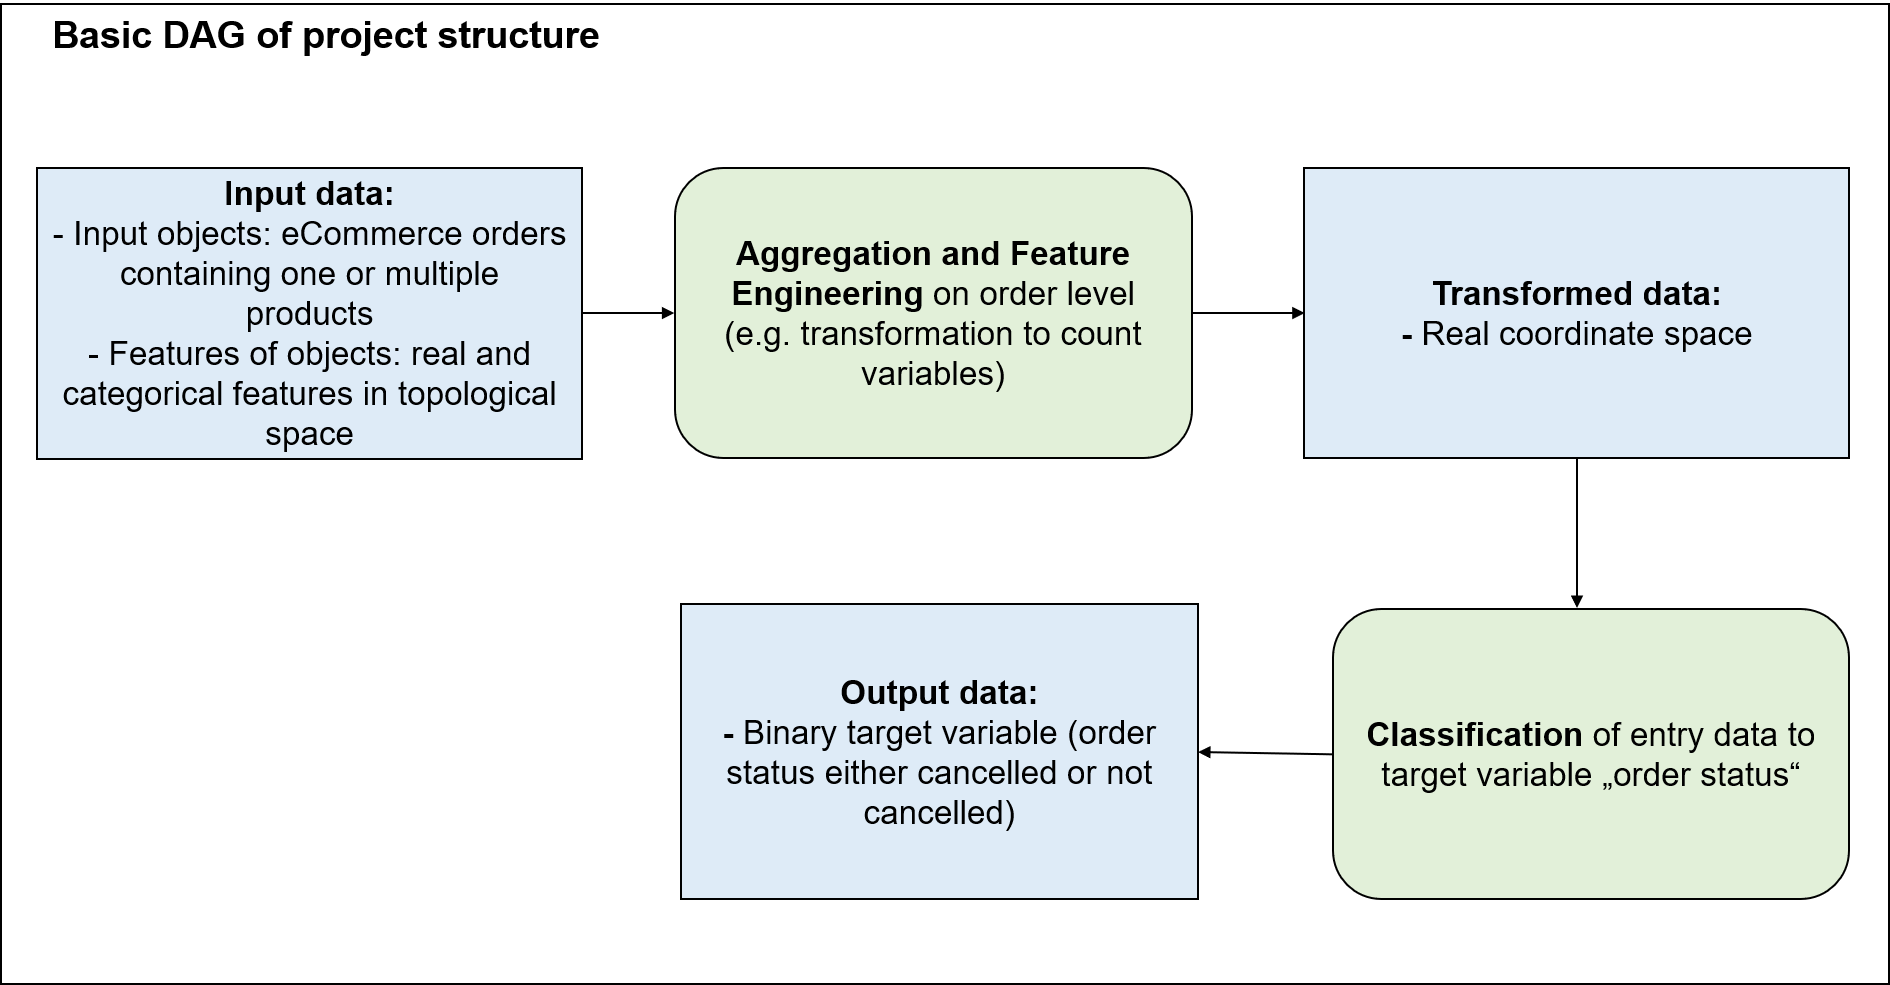 Basic DAG of project structure
Input data:
- Input objects: eCommerce orders
containing one or multiple
products
- Features of objects: real and
categorical features in topological
space
Aggregation and Feature
Engineering on order level
(e.g. transformation to count
variables)
Transformed data:
- Real coordinate space
Classification of entry data to
target variable „order status“
Output data:
- Binary target variable (order
status either cancelled or not
cancelled)